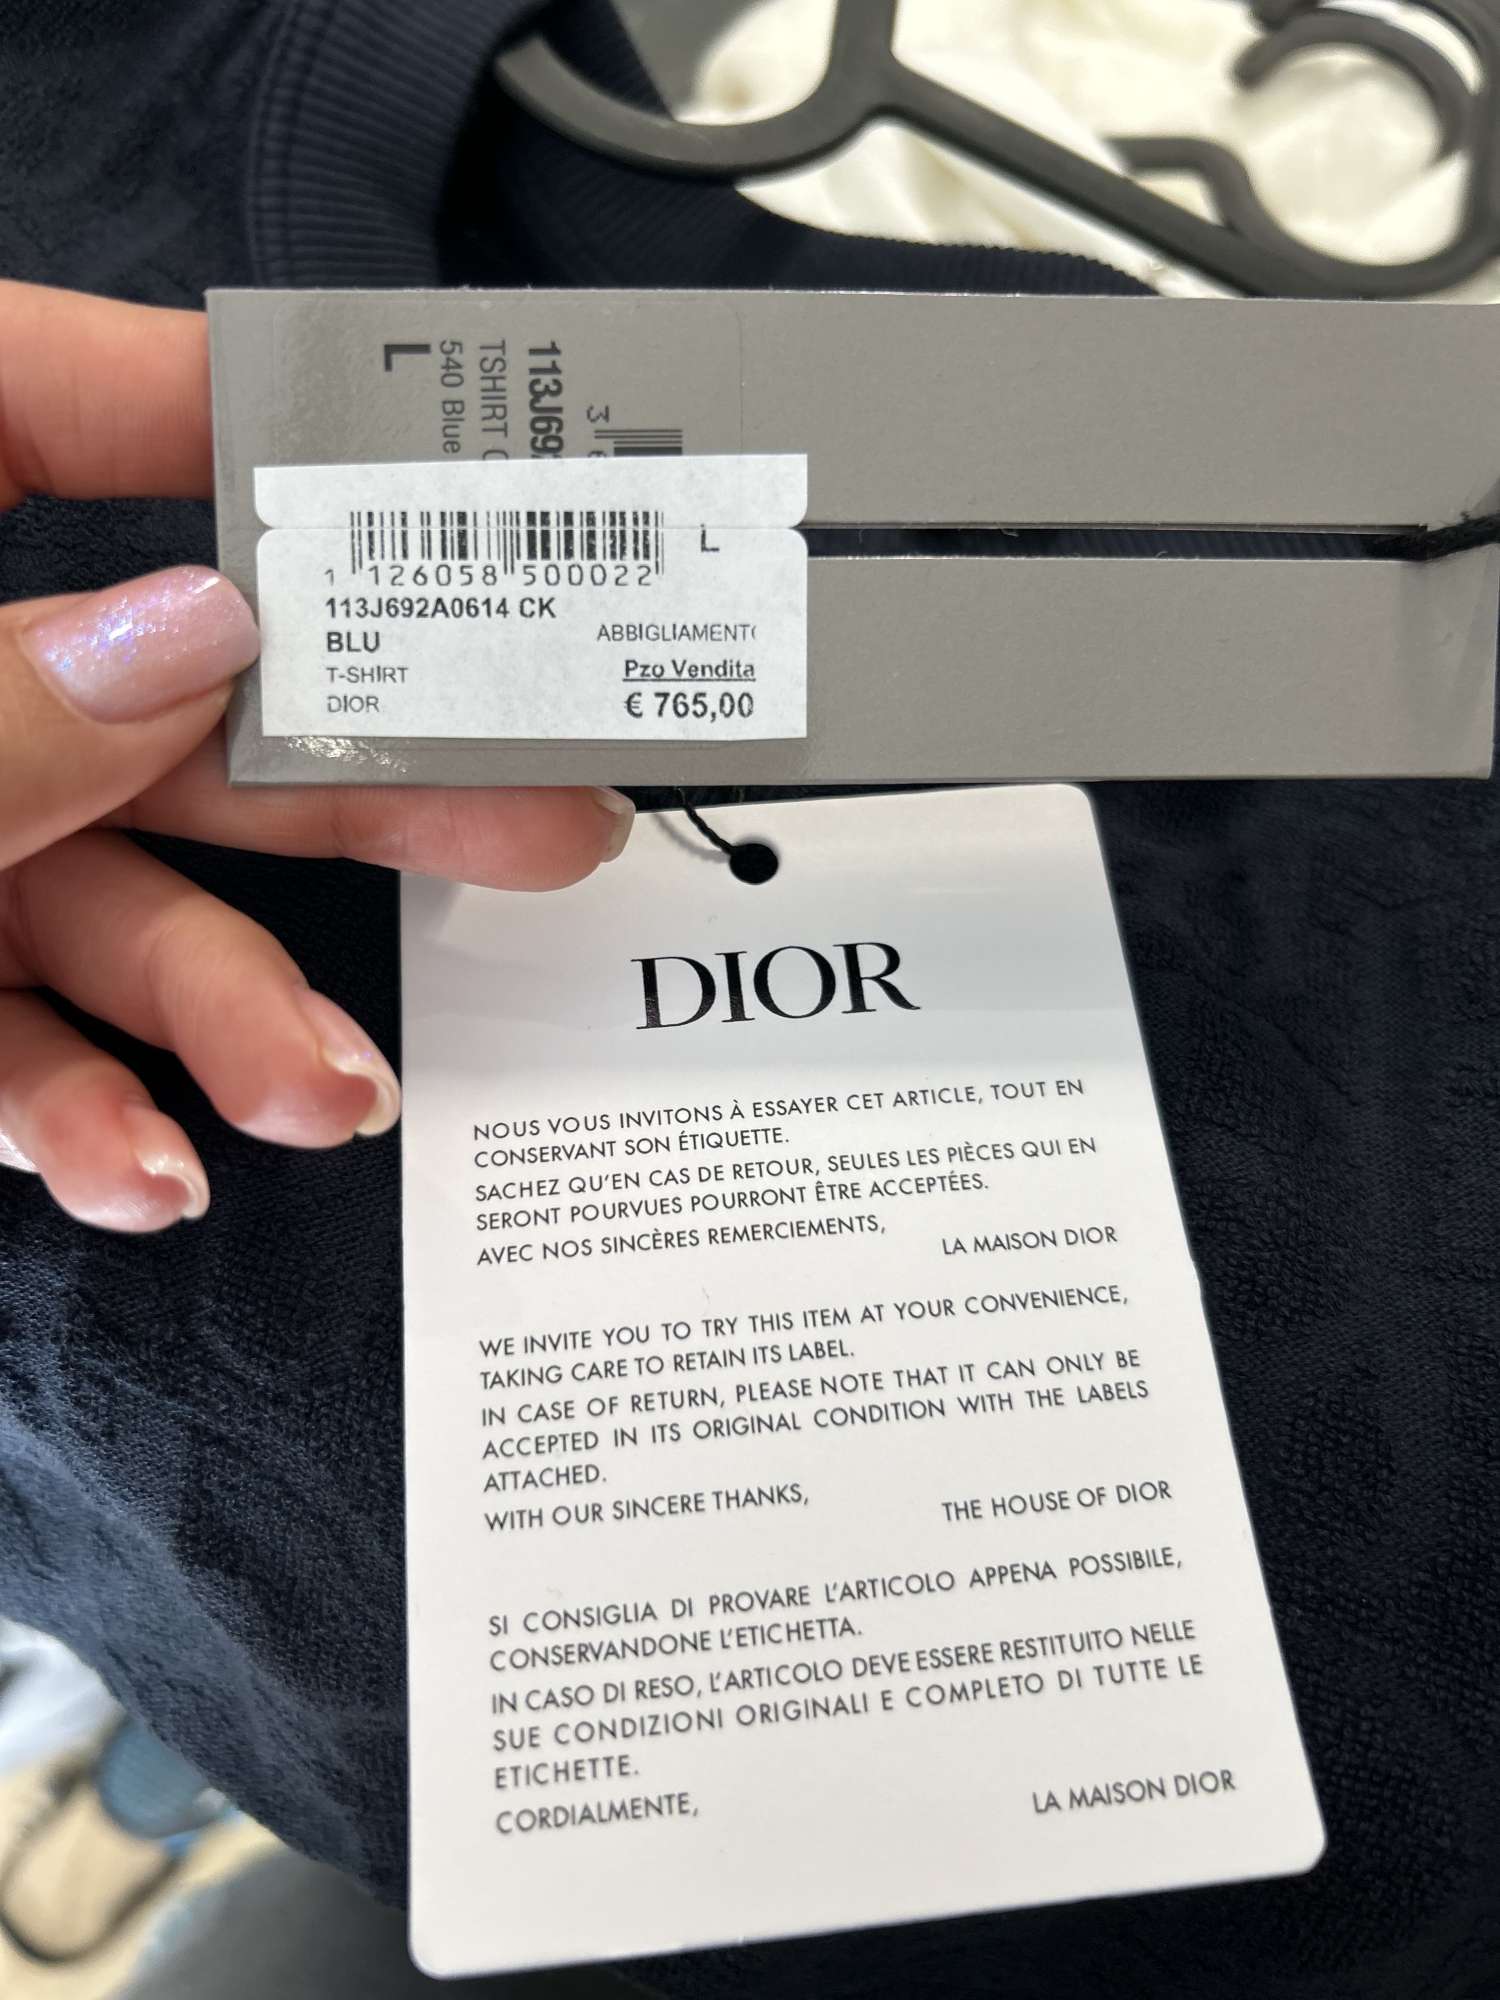 L
540 Blue
TSHIRT
113J692
3
L
1 126058 500022
113J692A0614 CK
BLU
ABBIGLIAMENTO
T-SHIRT
Pzo Vendita
DIOR
€ 765,00
DIOR
NOUS VOUS INVITONS À ESSAYER CET ARTICLE, TOUT EN
CONSERVANT SON ÉTIQUETTE.
SACHEZ QU'EN CAS DE RETOUR, SEULES LES PIÈCES QUI EN
SERONT POURVUES POURRONT ÊTRE ACCEPTÉES.
AVEC NOS SINCÈRES REMERCIEMENTS,
LA MAISON DIOR
WE INVITE YOU TO TRY THIS ITEM AT YOUR CONVENIENCE,
TAKING CARE TO RETAIN ITS LABEL.
IN CASE OF RETURN, PLEASE NOTE THAT IT CAN ONLY BE
ACCEPTED IN ITS ORIGINAL CONDITION WITH THE LABELS
ATTACHED.
WITH OUR SINCERE THANKS,
THE HOUSE OF DIOR
SI CONSIGLIA DI PROVARE L'ARTICOLO APPENA POSSIBILE,
CONSERVANDONE L'ETICHETTA.
IN CASO DI RESO, L'ARTICOLO DEVE ESSERE RESTITUITO NELLE
SUE CONDIZIONI ORIGINALI E COMPLETO DI TUTTE LE
ETICHETTE.
CORDIALMENTE,
LA MAISON DIOR